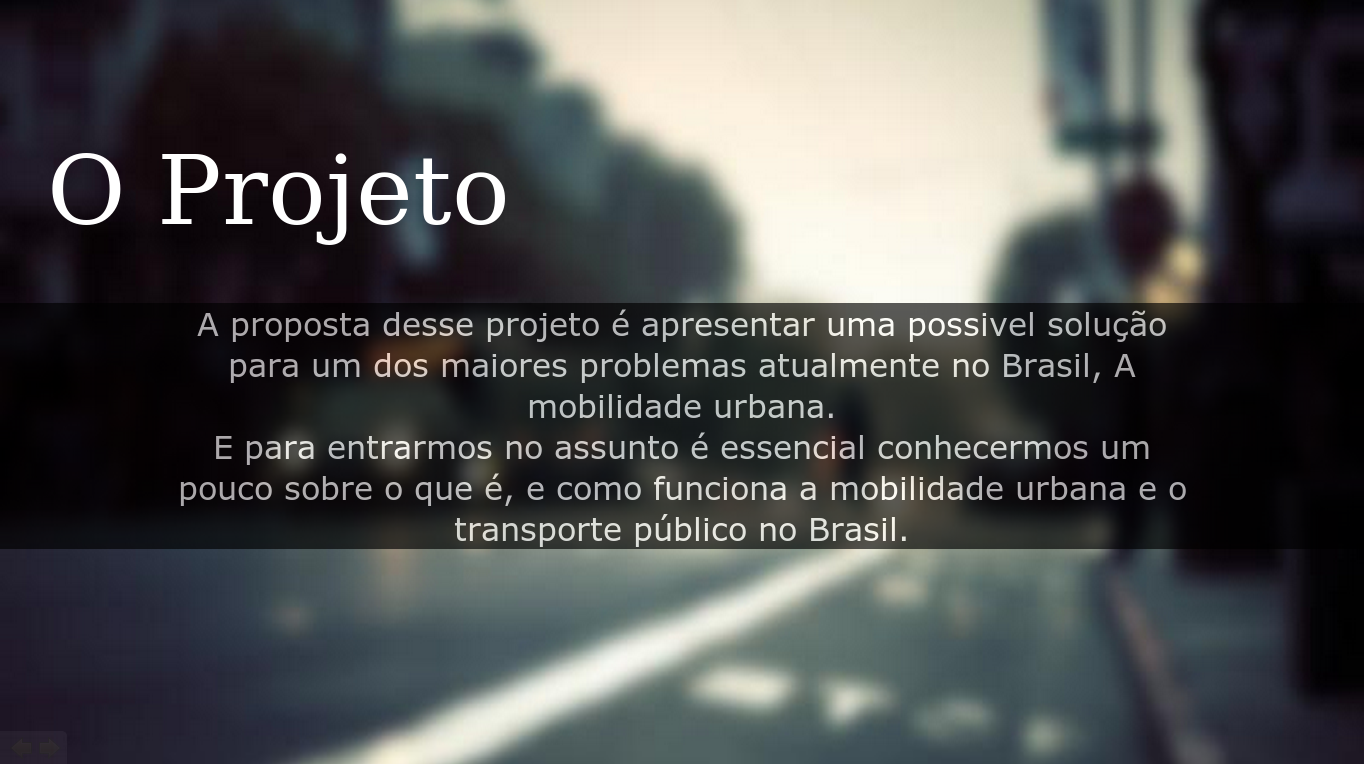 O Projeto
A proposta desse projeto é apresentar uma possivel solução
para um dos maiores problemas atualmente no Brasil, A
mobilidade urbana.
E para entrarmos no assunto é essencial conhecermos um
pouco sobre o que é, e como funciona a mobilidade urbana e o
transporte público no Brasil.